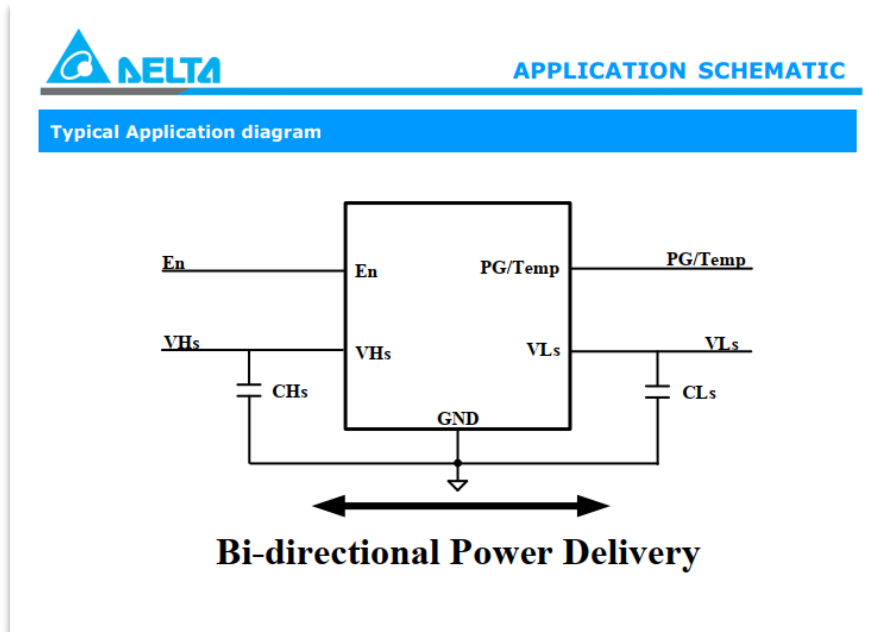 DELTA
APPLICATION SCHEMATIC
Typical Application diagram
En
En
PG/Temp
PG/Temp
VHs
VHs
VLs
VLs
CHs
CLs
GND
Bi-directional Power Delivery